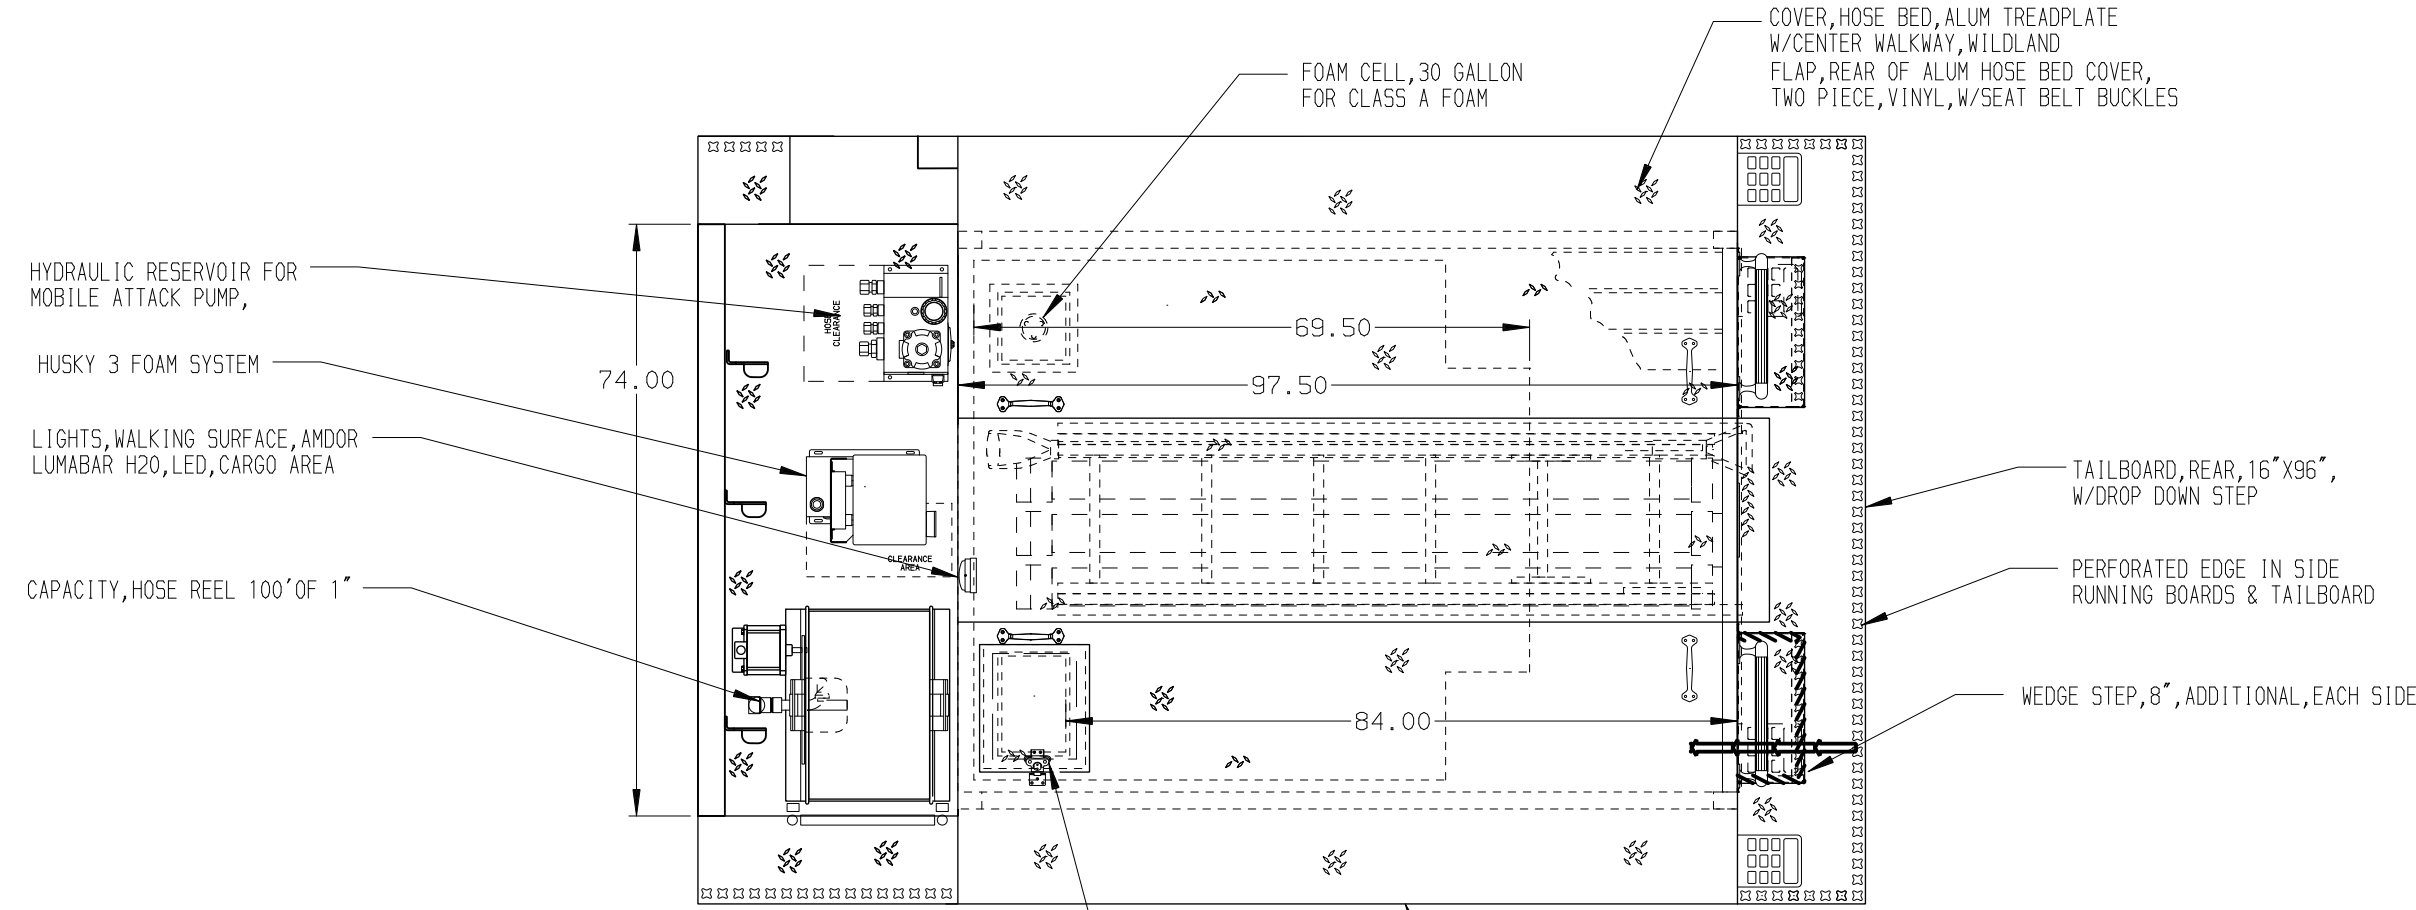 COVER,HOSE BED,ALUM TREADPLATE
W/CENTER WALKWAY,WILDLAND
FLAP,REAR OF ALUM HOSE BED COVER,
TWO PIECE,VINYL,W/SEAT BELT BUCKLES
FOAM CELL,30 GALLON
FOR CLASS A FOAM
HYDRAULIC RESERVOIR FOR
MOBILE ATTACK PUMP,
HOSE
CLEARANCE
69.50
HUSKY 3 FOAM SYSTEM
74.00
97.50
LIGHTS,WALKING SURFACE,AMDOR
LUMABAR H2O,LED,CARGO AREA
TAILBOARD,REAR,16"X96",
W/DROP DOWN STEP
CLEARANCE
AREA
CAPACITY,HOSE REEL 100'OF 1"
PERFORATED EDGE IN SIDE
RUNNING BOARDS & TAILBOARD
WEDGE STEP,8",ADDITIONAL,EACH SIDE
84.00